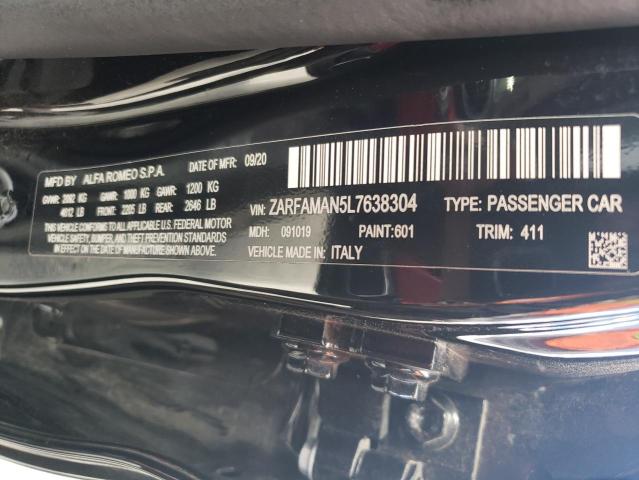 MFD BY ALFA ROMEO S.P.A. DATE OF MFR 09/20
GVWR: 2092 KG GAWR: 1000 KG GAWR: 1200 KG
4612 LB FRONT: 2205 LB REAR: 2646 LB
THIS VEHICLE CONFORMS TO ALL APPLICABLE U.S. FEDERAL MOTOR
VEHICLE SAFETY, BUMPER, AND THEFT PREVENTION STANDARDS
IN EFFECT ON THE DATE OF MANUFACTURE SHOWN ABOVE.
VIN: ZARFAMAN5L7638304 TYPE: PASSENGER CAR
MDH: 091019 PAINT:601 TRIM: 411
VEHICLE MADE IN: ITALY